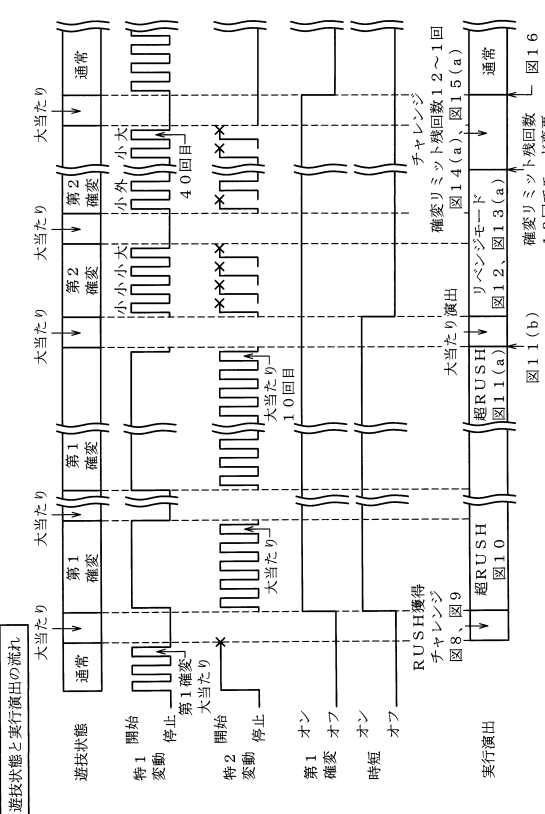 遊技状態と実行演出の流れ
大当たり
大当たり
大当たり
大当たり
大当たり
遊技状態
通常
第1
確変
第1
確変
第2
確変
第2
確変
通常
特1
変動
開始
停止
第1確変
大当たり
小
小
小
大
小
外
小
大
40回目
特2
変動
開始
停止
大当たり
大当たり
10回目
第1
確変
オン
オフ
時短
オン
オフ
RUSH獲得
チャレンジ
図8、図9
大当たり演出
チャレンジ
確変リミット残回数12~1回
図14(a)、図15(a)
実行演出
超RUSH
図10
超RUSH
図11(a)
リベンジモード
図12、図13(a)
通常
図11(b)
確変リミット残回数
図16